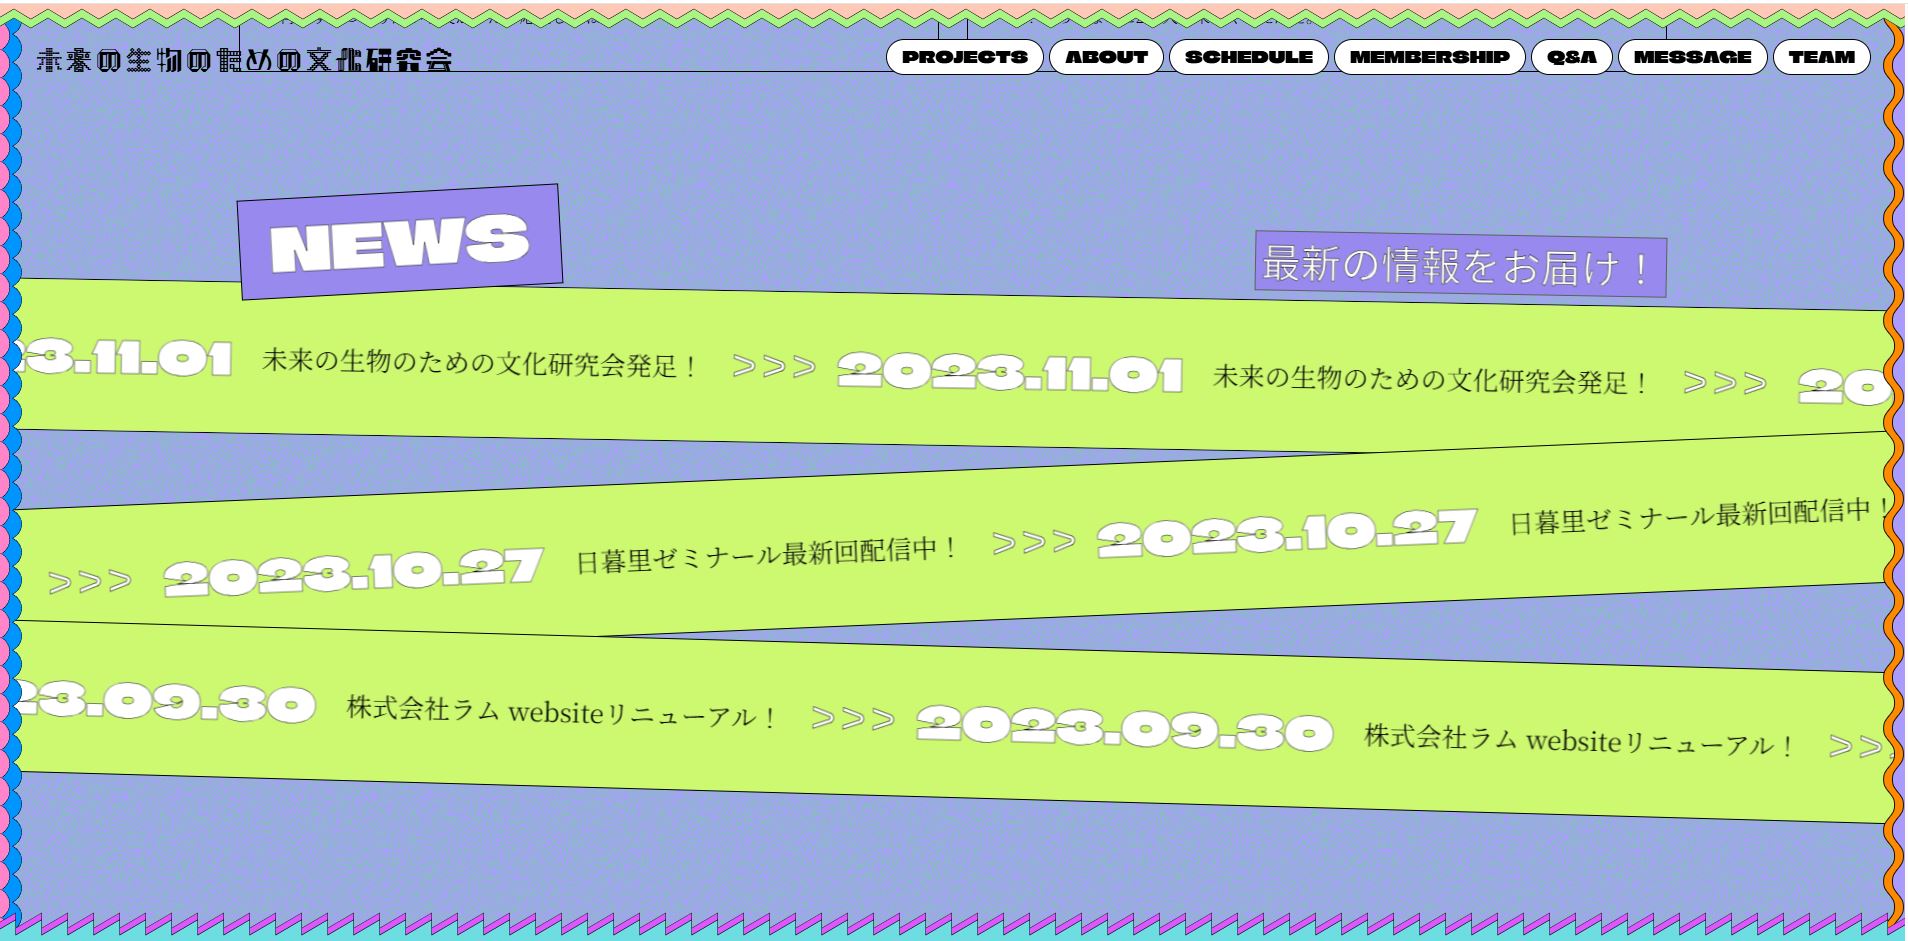 未来の生物のための文化研究会
PROJECTS ABOUT SCHEDULE MEMBERSHIP Q&A MESSAGE TEAM
NEWS
最新の情報をお届け！
23.11.01 未来の生物のための文化研究会発足！ >>> 2023.11.01 未来の生物のための文化研究会発足！ >>> 20
>>> 2023.10.27 日暮里ゼミナール最新回配信中！ >>> 2023.10.27 日暮里ゼミナール最新回配信中！
23.09.30 株式会社ラム websiteリニューアル！ >>> 2023.09.30 株式会社ラム websiteリニューアル！ >>